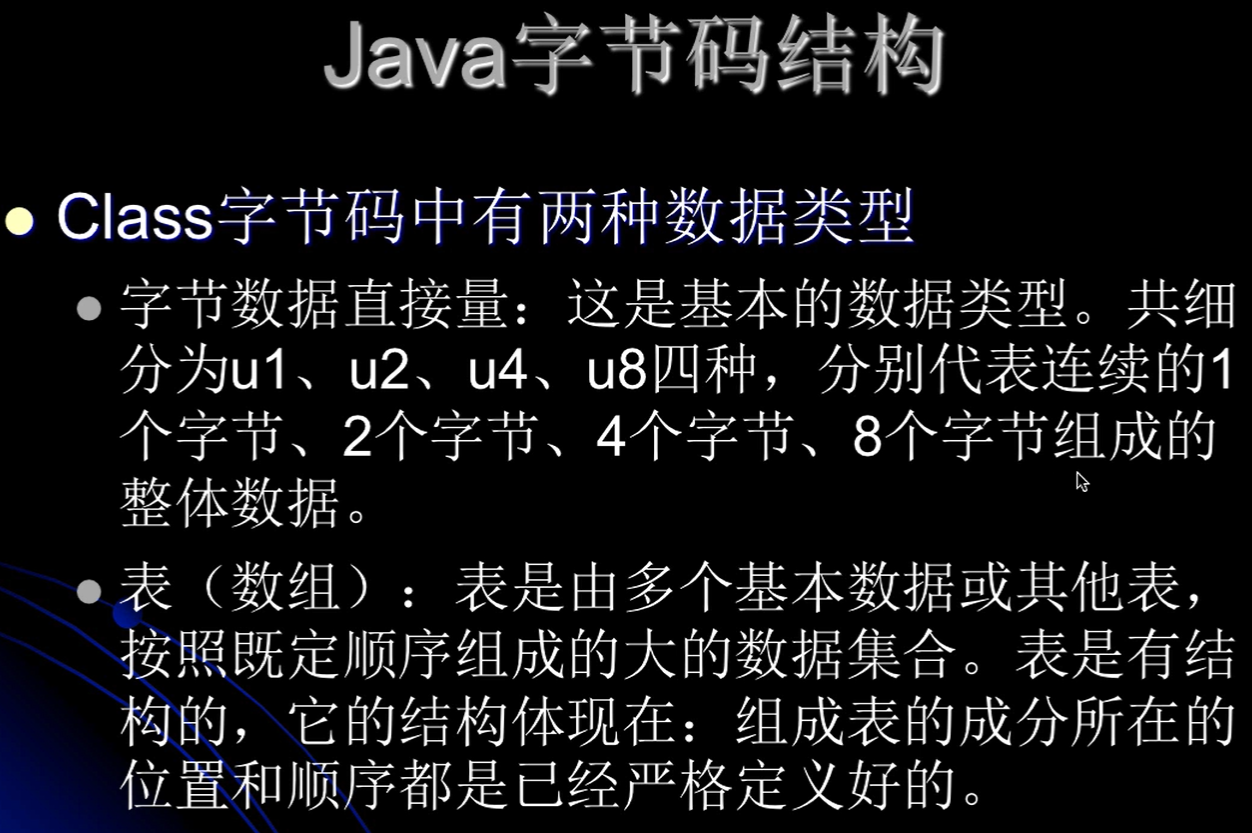 Java字节码结构
Class字节码中有两种数据类型
字节数据直接量：这是基本的数据类型。共细
分为u1、u2、u4、u8四种，分别代表连续的1
个字节、2个字节、4个字节、8个字节组成的
整体数据。
表（数组）：表是由多个基本数据或其他表，
按照既定顺序组成的大的数据集合。表是有结
构的，它的结构体现在：组成表的成分所在的
位置和顺序都是已经严格定义好的。